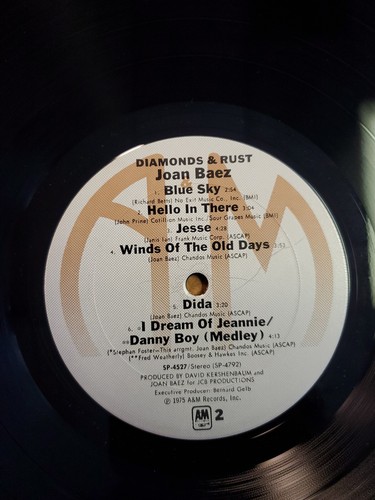 DIAMONDS & RUST
Joan Baez
1. Blue Sky 2:54
(Richard Betts) No Exit Music Co., Inc. (BMI)
2. Hello In There 3:04
(John Prine) Cotillion Music Inc./Sour Grapes Music (BMI)
3. Jesse 4:28
(Janis Ian) Frank Music Corp. (ASCAP)
4. Winds Of The Old Days 3:53
(Joan Baez) Chandos Music (ASCAP)
5. Dida 3:20
(Joan Baez) Chandos Music (ASCAP)
6. *I Dream Of Jeannie/
**Danny Boy (Medley) 4:13
(*Stephan Foster-This arrgmt. Joan Baez) Chandos Music (ASCAP)
(**Fred Weatherly) Boosey & Hawkes Inc. (ASCAP)
SP-4527/Stereo (SP-4792)
PRODUCED BY DAVID KERSHENBAUM and
JOAN BAEZ for JCB PRODUCTIONS
Executive Producer: Bernard Gelb
℗ 1975 A&M Records, Inc.
AM 2